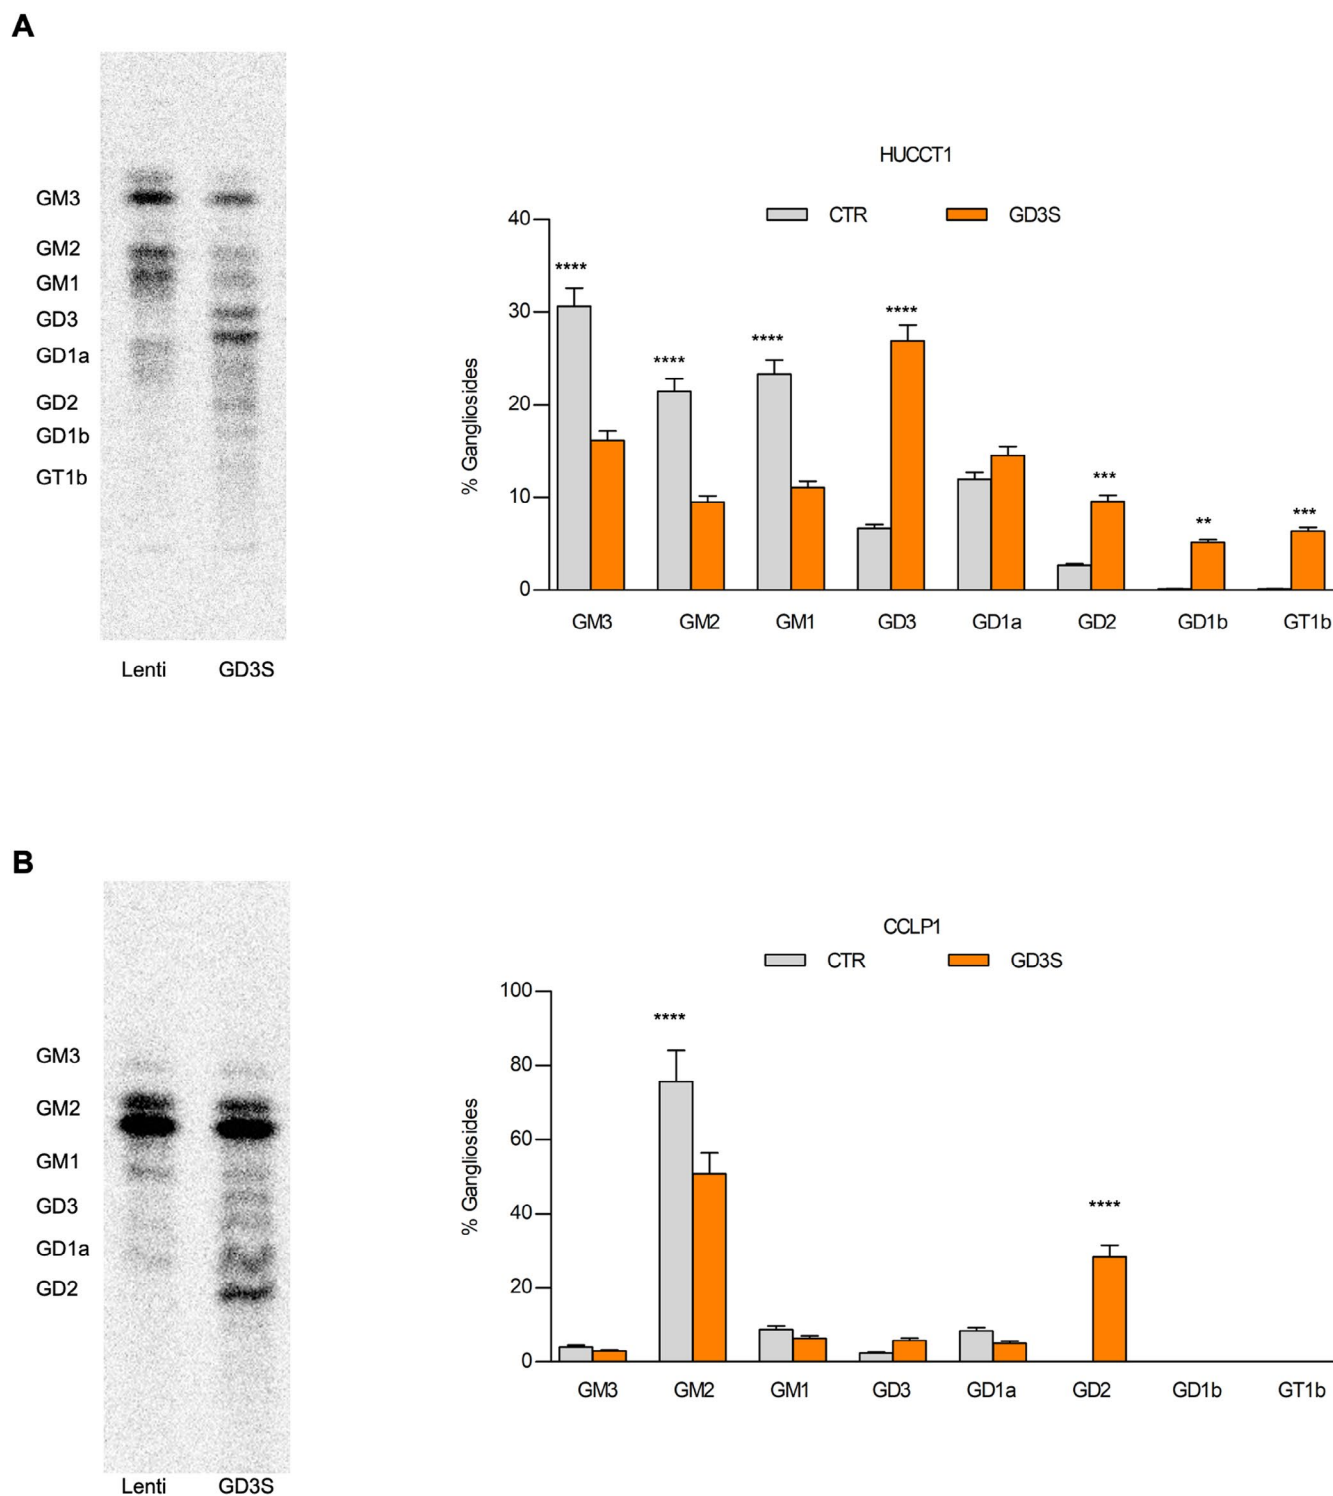 A
GM3
GM2
GM1
GD3
GD1a
GD2
GD1b
GT1b
Lenti GD3S
HUCCT1
CTR GD3S
% Gangliosides
40
30
20
10
0
**** **** **** **** *** ** ***
GM3 GM2 GM1 GD3 GD1a GD2 GD1b GT1b
B
GM3
GM2
GM1
GD3
GD1a
GD2
Lenti GD3S
CCLP1
CTR GD3S
% Gangliosides
100
80
60
40
20
0
**** ****
GM3 GM2 GM1 GD3 GD1a GD2 GD1b GT1b